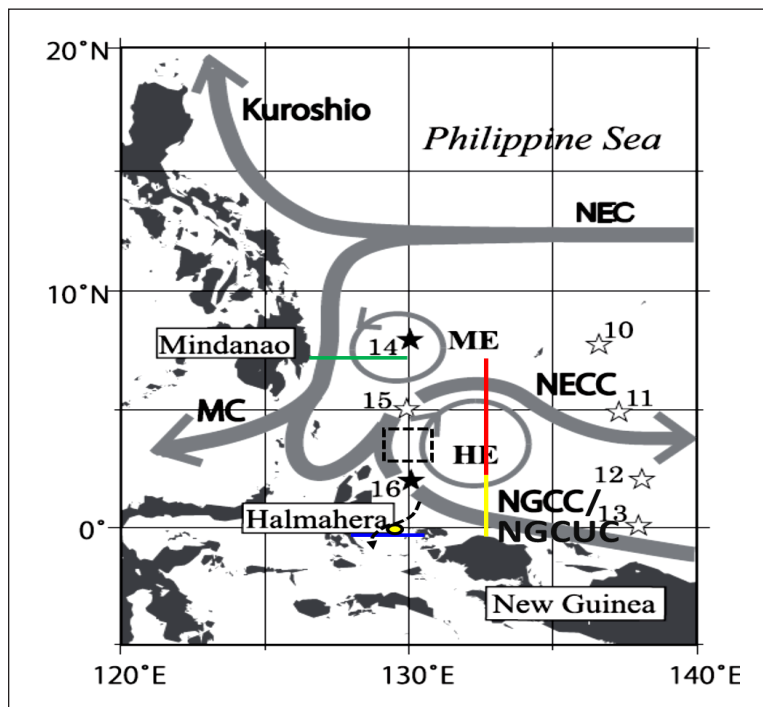 20°N
Kuroshio
Philippine Sea
NEC
10°N
Mindanao
14
ME
10
MC
15
NECC
11
HE
16
12
Halmahera
NGCC/
NGCUC
13
0°
New Guinea
120°E
130°E
140°E